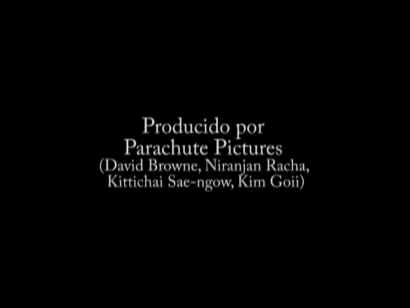 Producido por
Parachute Pictures
(David Browne, Niranjan Racha,
Kittichai Sae-ngow, Kim Goii)